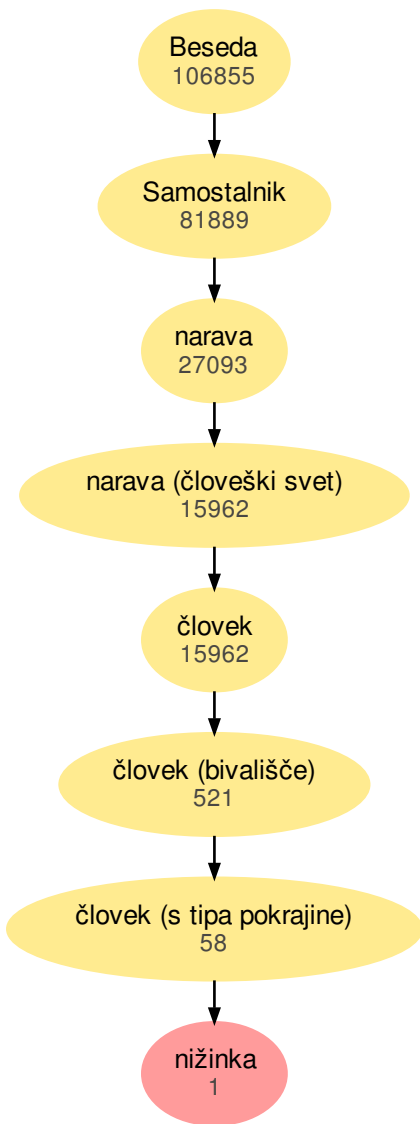 Beseda
106855
Samostalnik
81889
narava
27093
narava (človeški svet)
15962
človek
15962
človek (bivališče)
521
človek (s tipa pokrajine)
58
nižinka
1